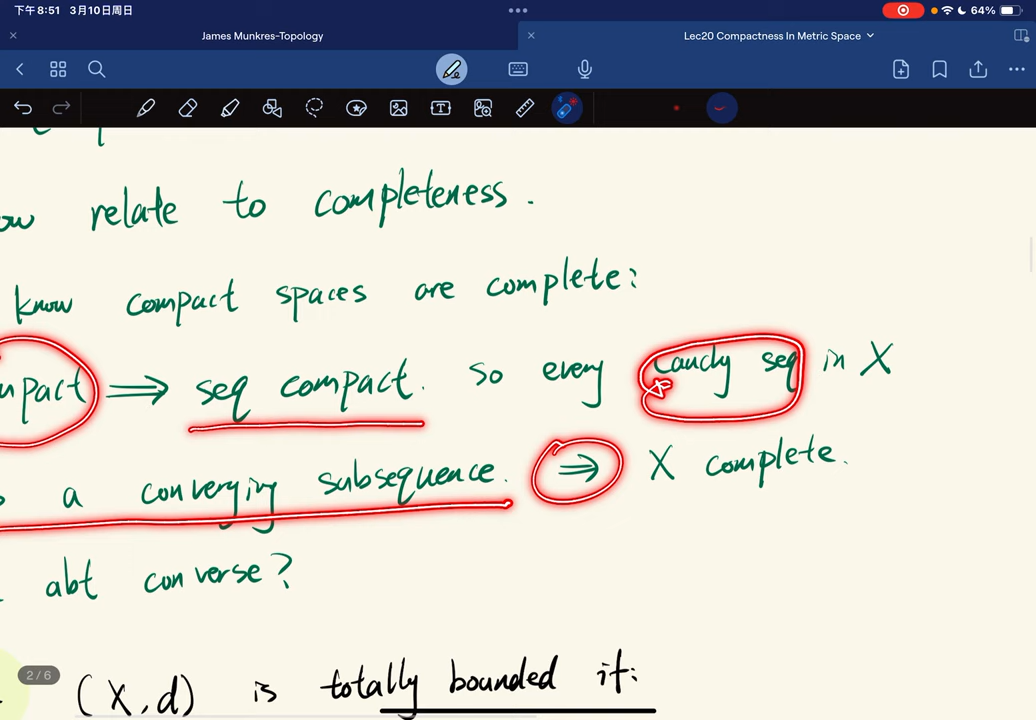 下午8:51 3月10日周日
64%
James Munkres-Topology
Lec20 Compactness In Metric Space
relate to completeness.
know compact spaces are complete:
mpact ⇒ seq compact. so every Caudy seq in X
a converging subsequence. ⇒ X complete.
abt converse?
2/6
(X,d) is totally bounded if: